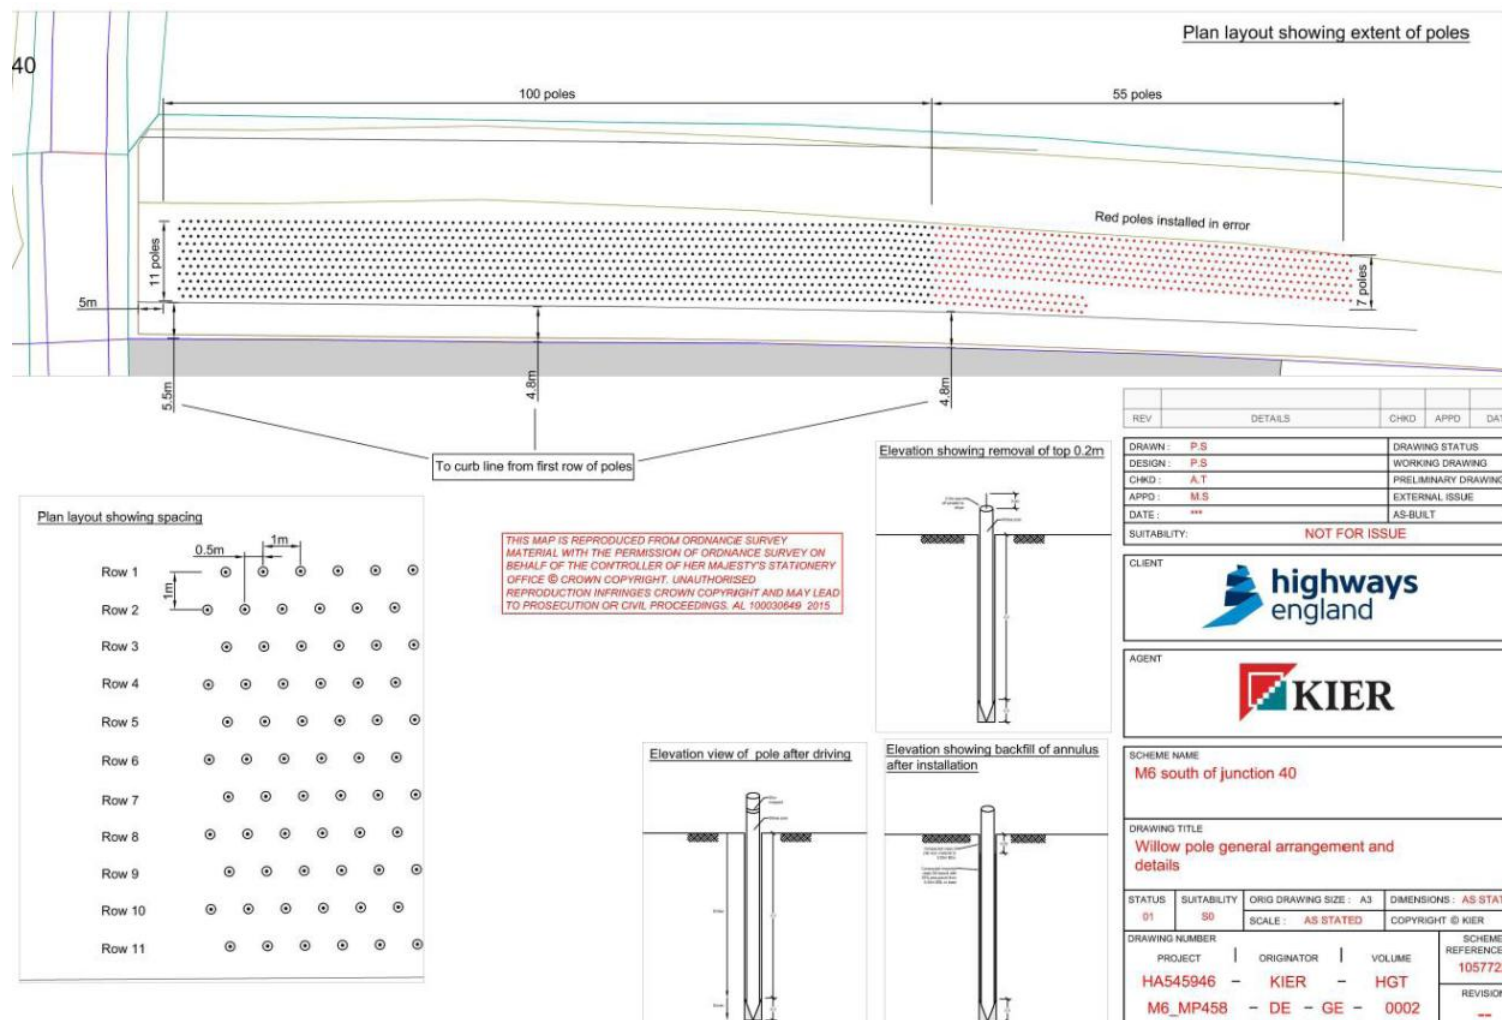 Plan layout showing extent of poles
40
100 poles
55 poles
Red poles installed in error
11 poles
7 poles
5m
5.5m
4.8m
4.8m
To curb line from first row of poles
Plan layout showing spacing
0.5m
1m
1m
Row 1
Row 2
Row 3
Row 4
Row 5
Row 6
Row 7
Row 8
Row 9
Row 10
Row 11
THIS MAP IS REPRODUCED FROM ORDNANCE SURVEY
MATERIAL WITH THE PERMISSION OF ORDNANCE SURVEY ON
BEHALF OF THE CONTROLLER OF HER MAJESTY'S STATIONERY
OFFICE © CROWN COPYRIGHT. UNAUTHORISED
REPRODUCTION INFRINGES CROWN COPYRIGHT AND MAY LEAD
TO PROSECUTION OR CIVIL PROCEEDINGS. AL 100030649 2015
Elevation showing removal of top 0.2m
Elevation view of pole after driving
Elevation showing backfill of annulus
after installation
REV DETAILS CHKD APPD DAT
DRAWN : P.S DRAWING STATUS
DESIGN : P.S WORKING DRAWING
CHKD : A.T PRELIMINARY DRAWING
APPD : M.S EXTERNAL ISSUE
DATE : *** AS-BUILT
SUITABILITY: NOT FOR ISSUE
CLIENT
highways
england
AGENT
KIER
SCHEME NAME
M6 south of junction 40
DRAWING TITLE
Willow pole general arrangement and
details
STATUS SUITABILITY ORIG DRAWING SIZE : A3 DIMENSIONS : AS STAT
01 S0 SCALE : AS STATED COPYRIGHT © KIER
DRAWING NUMBER SCHEME
PROJECT | ORIGINATOR | VOLUME REFERENCE
HA545946 - KIER - HGT 105772
M6_MP458 - DE - GE - 0002 REVISION
--